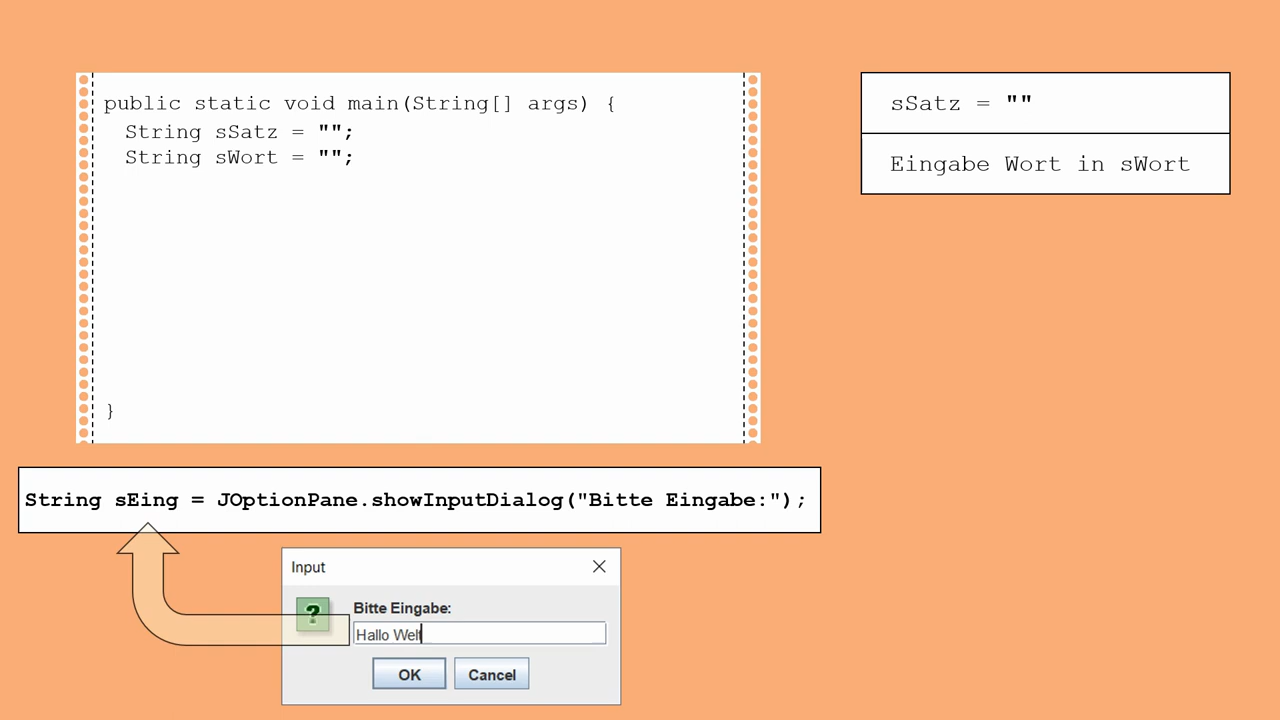 public static void main(String[] args) {
String sSatz = "";
String sWort = "";
}
sSatz = ""
Eingabe Wort in sWort
String sEing = JOptionPane.showInputDialog("Bitte Eingabe:");
Input
?
Bitte Eingabe:
Hallo Welt
OK Cancel